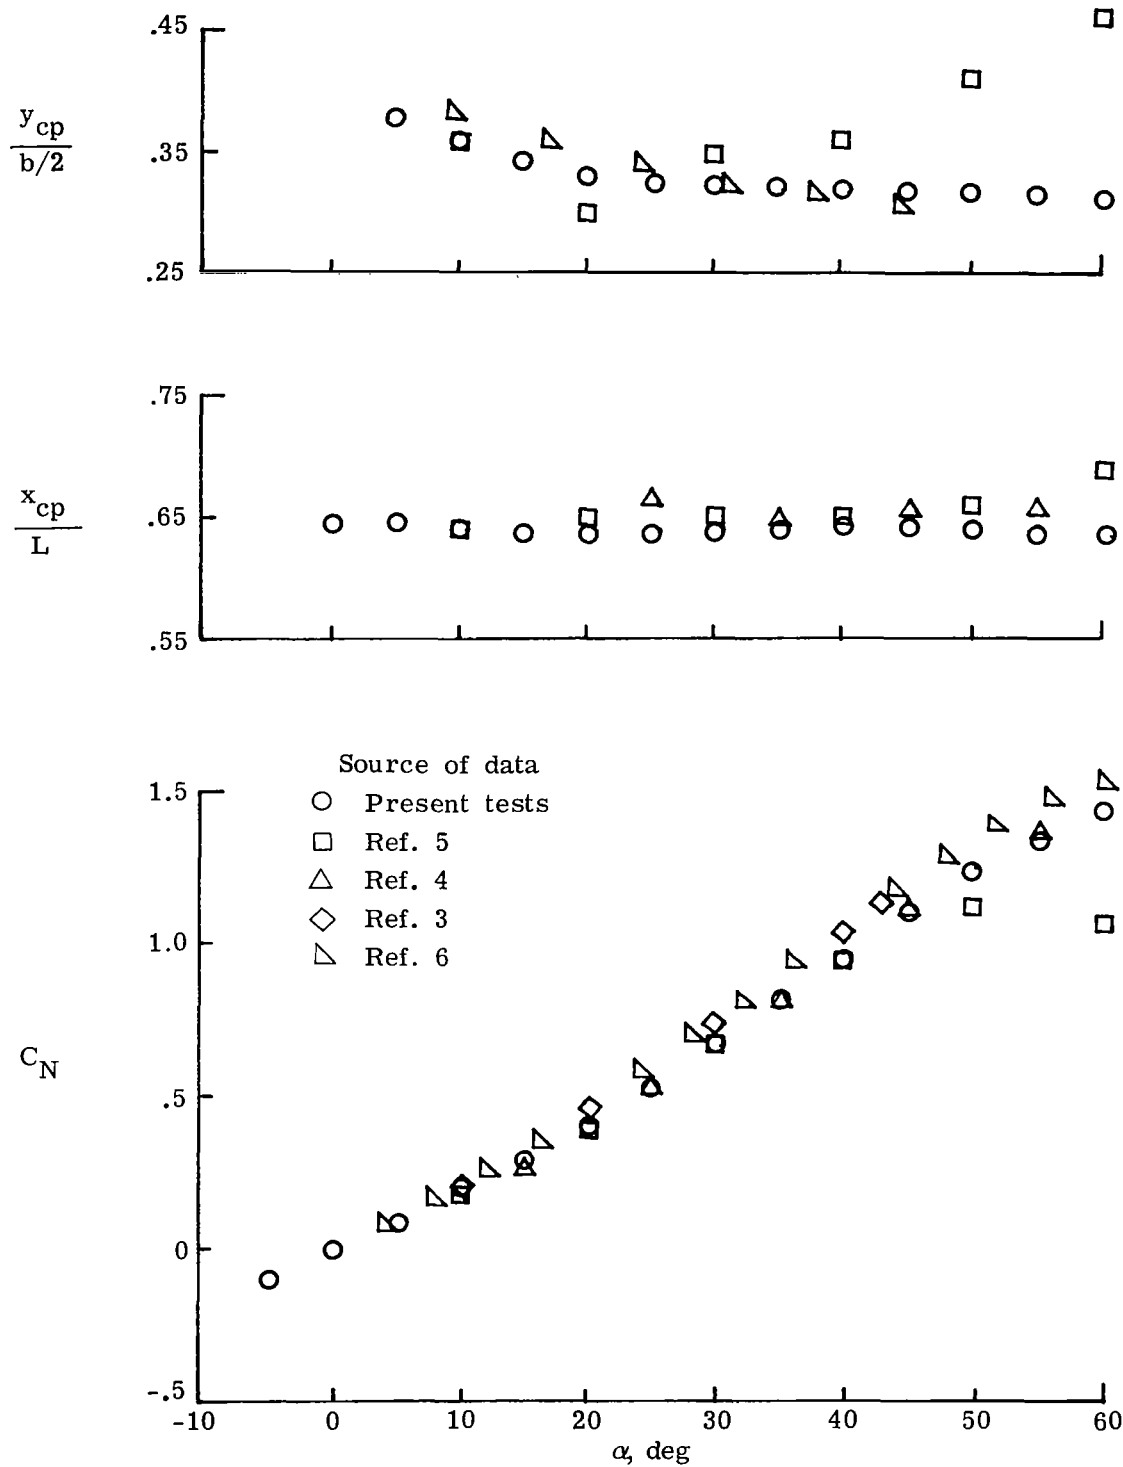 .45
y_cp
b/2
.35
.25
.75
x_cp
L
.65
.55
Source of data
1.5
Present tests
Ref. 5
Ref. 4
Ref. 3
Ref. 6
1.0
C_N
.5
0
-.5
-10 0 10 20 30 40 50 60
α, deg